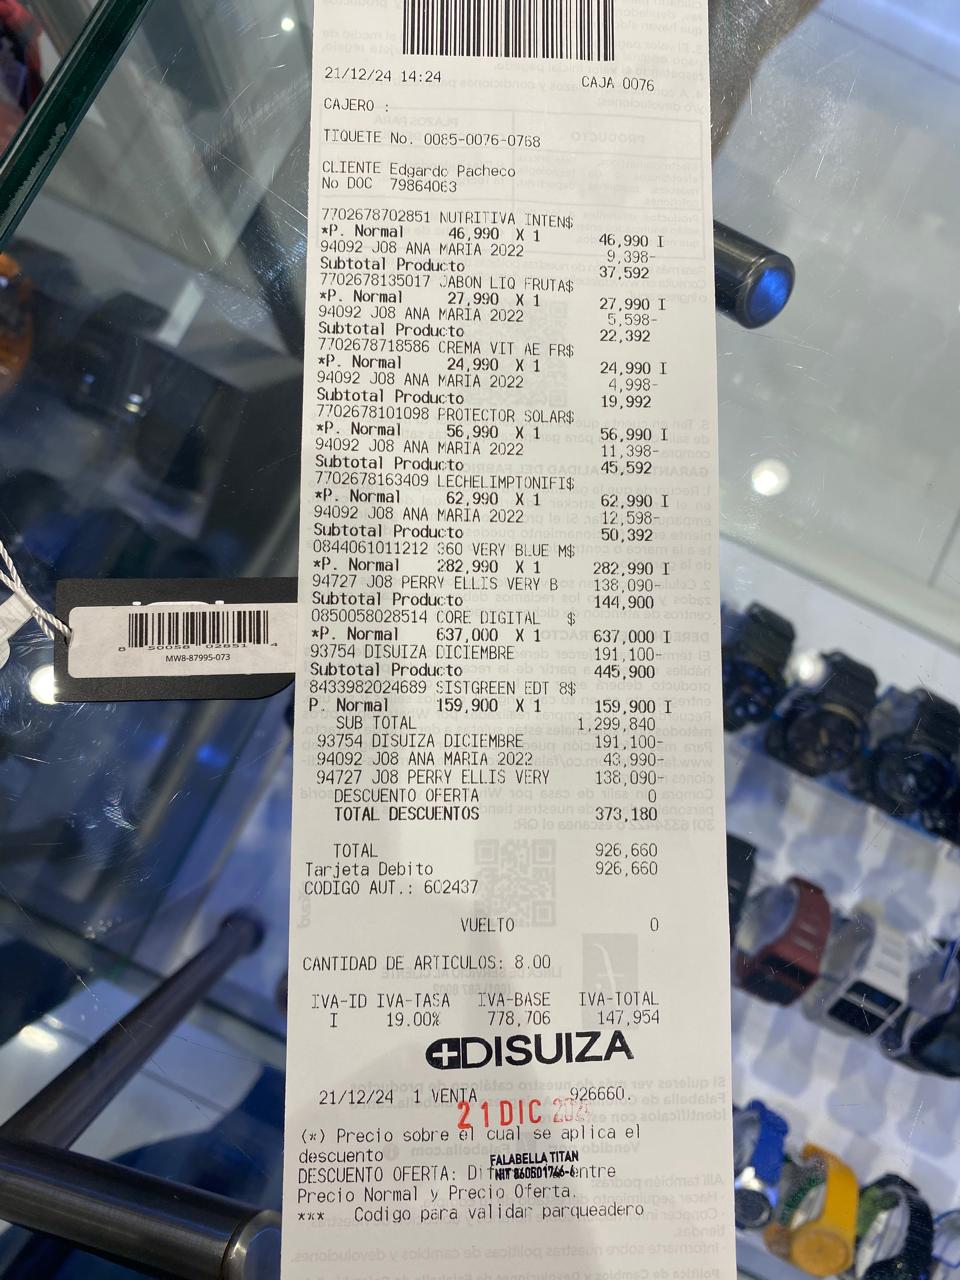 21/12/24 14:24 CAJA 0076
CAJERO :
TIQUETE No. 0085-0076-0768
CLIENTE Edgardo Pacheco
No DOC 79864063
7702678702851 NUTRITIVA INTEN$
*P. Normal 46,990 X 1 46,990 I
94092 J08 ANA MARIA 2022 9,398-
Subtotal Producto 37,592
7702678135017 JABON LIQ FRUTA$
*P. Normal 27,990 X 1 27,990 I
94092 J08 ANA MARIA 2022 5,598-
Subtotal Producto 22,392
7702678718586 CREMA VIT AE FR$
*P. Normal 24,990 X 1 24,990 I
94092 J08 ANA MARIA 2022 4,998-
Subtotal Producto 19,992
7702678101098 PROTECTOR SOLAR$
*P. Normal 56,990 X 1 56,990 I
94092 J08 ANA MARIA 2022 11,398-
Subtotal Producto 45,592
7702678163409 LECHELIMPTONIFI$
*P. Normal 62,990 X 1 62,990 I
94092 J08 ANA MARIA 2022 12,598-
Subtotal Producto 50,392
0844061011212 360 VERY BLUE M$
*P. Normal 282,990 X 1 282,990 I
94727 J08 PERRY ELLIS VERY B 138,090-
Subtotal Producto 144,900
0850058028514 CORE DIGITAL $
*P. Normal 637,000 X 1 637,000 I
93754 DISUIZA DICIEMBRE 191,100-
Subtotal Producto 445,900
8433982024689 SISTGREEN EDT 8$
P. Normal 159,900 X 1 159,900 I
SUB TOTAL 1,299,840
93754 DISUIZA DICIEMBRE 191,100-
94092 J08 ANA MARIA 2022 43,990-
94727 J08 PERRY ELLIS VERY 138,090-
DESCUENTO OFERTA 0
TOTAL DESCUENTOS 373,180
TOTAL 926,660
Tarjeta Debito 926,660
CODIGO AUT.: 602437
VUELTO 0
CANTIDAD DE ARTICULOS: 8.00
IVA-ID IVA-TASA IVA-BASE IVA-TOTAL
I 19.00% 778,706 147,954
DISUIZA
21/12/24 1 VENTA 926660.
21 DIC
(*) Precio sobre el cual se aplica el
descuento
FALABELLA TITAN
NIT 860501766-6
DESCUENTO OFERTA: entre
Precio Normal y Precio Oferta.
*** Codigo para validar parqueadero
8 50058 02851 4
MW8-87995-073